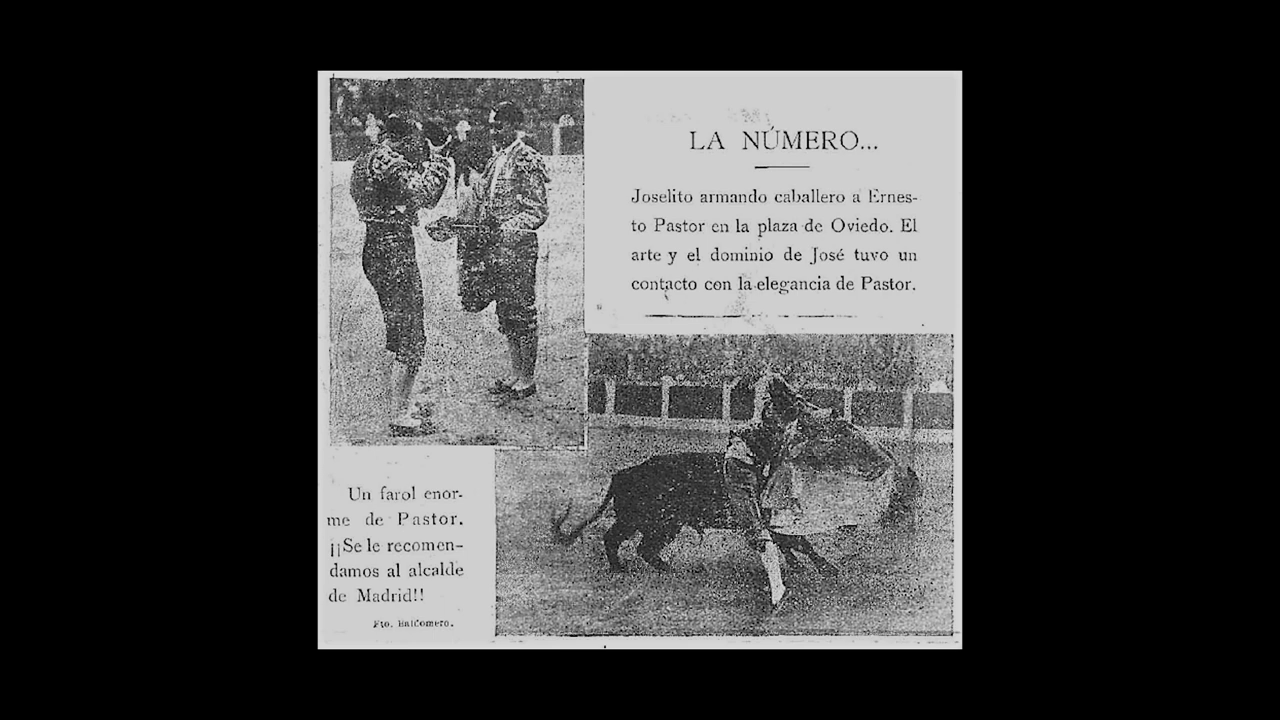 LA NÚMERO...
Joselito armando caballero a Ernes-
to Pastor en la plaza de Oviedo. El
arte y el dominio de José tuvo un
contacto con la elegancia de Pastor.
Un farol enor-
me de Pastor.
¡¡Se le recomen-
damos al alcalde
de Madrid!!
Fto. Baldomero.